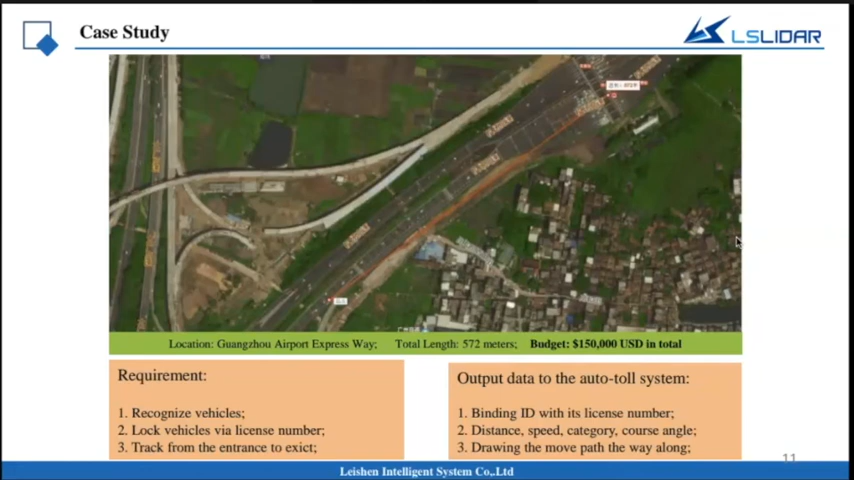 Case Study
LSLIDAR
Location: Guangzhou Airport Express Way; Total Length: 572 meters; Budget: $150,000 USD in total
Requirement:
1. Recognize vehicles;
2. Lock vehicles via license number;
3. Track from the entrance to exict;
Output data to the auto-toll system:
1. Binding ID with its license number;
2. Distance, speed, category, course angle;
3. Drawing the move path the way along;
11
Leishen Intelligent System Co,.Ltd